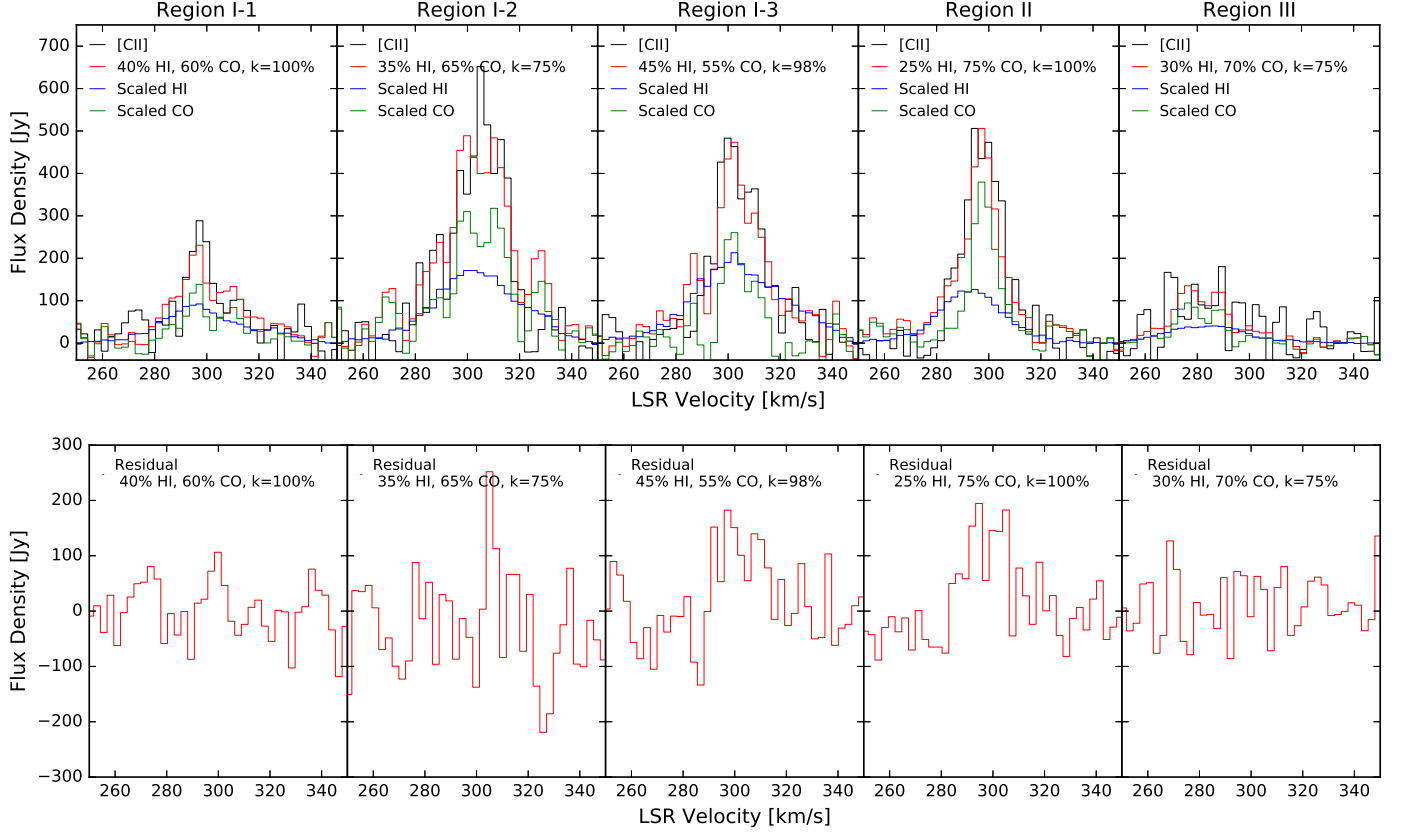 Region I-1
Region I-2
Region I-3
Region II
Region III
Flux Density [Jy]
700
600
500
400
300
200
100
0
[CII]
40% HI, 60% CO, k=100%
Scaled HI
Scaled CO
[CII]
35% HI, 65% CO, k=75%
Scaled HI
Scaled CO
[CII]
45% HI, 55% CO, k=98%
Scaled HI
Scaled CO
[CII]
25% HI, 75% CO, k=100%
Scaled HI
Scaled CO
[CII]
30% HI, 70% CO, k=75%
Scaled HI
Scaled CO
260 280 300 320 340
260 280 300 320 340
260 280 300 320 340
260 280 300 320 340
260 280 300 320 340
LSR Velocity [km/s]
Flux Density [Jy]
300
200
100
0
−100
−200
−300
Residual
40% HI, 60% CO, k=100%
Residual
35% HI, 65% CO, k=75%
Residual
45% HI, 55% CO, k=98%
Residual
25% HI, 75% CO, k=100%
Residual
30% HI, 70% CO, k=75%
260 280 300 320 340
260 280 300 320 340
260 280 300 320 340
260 280 300 320 340
260 280 300 320 340
LSR Velocity [km/s]